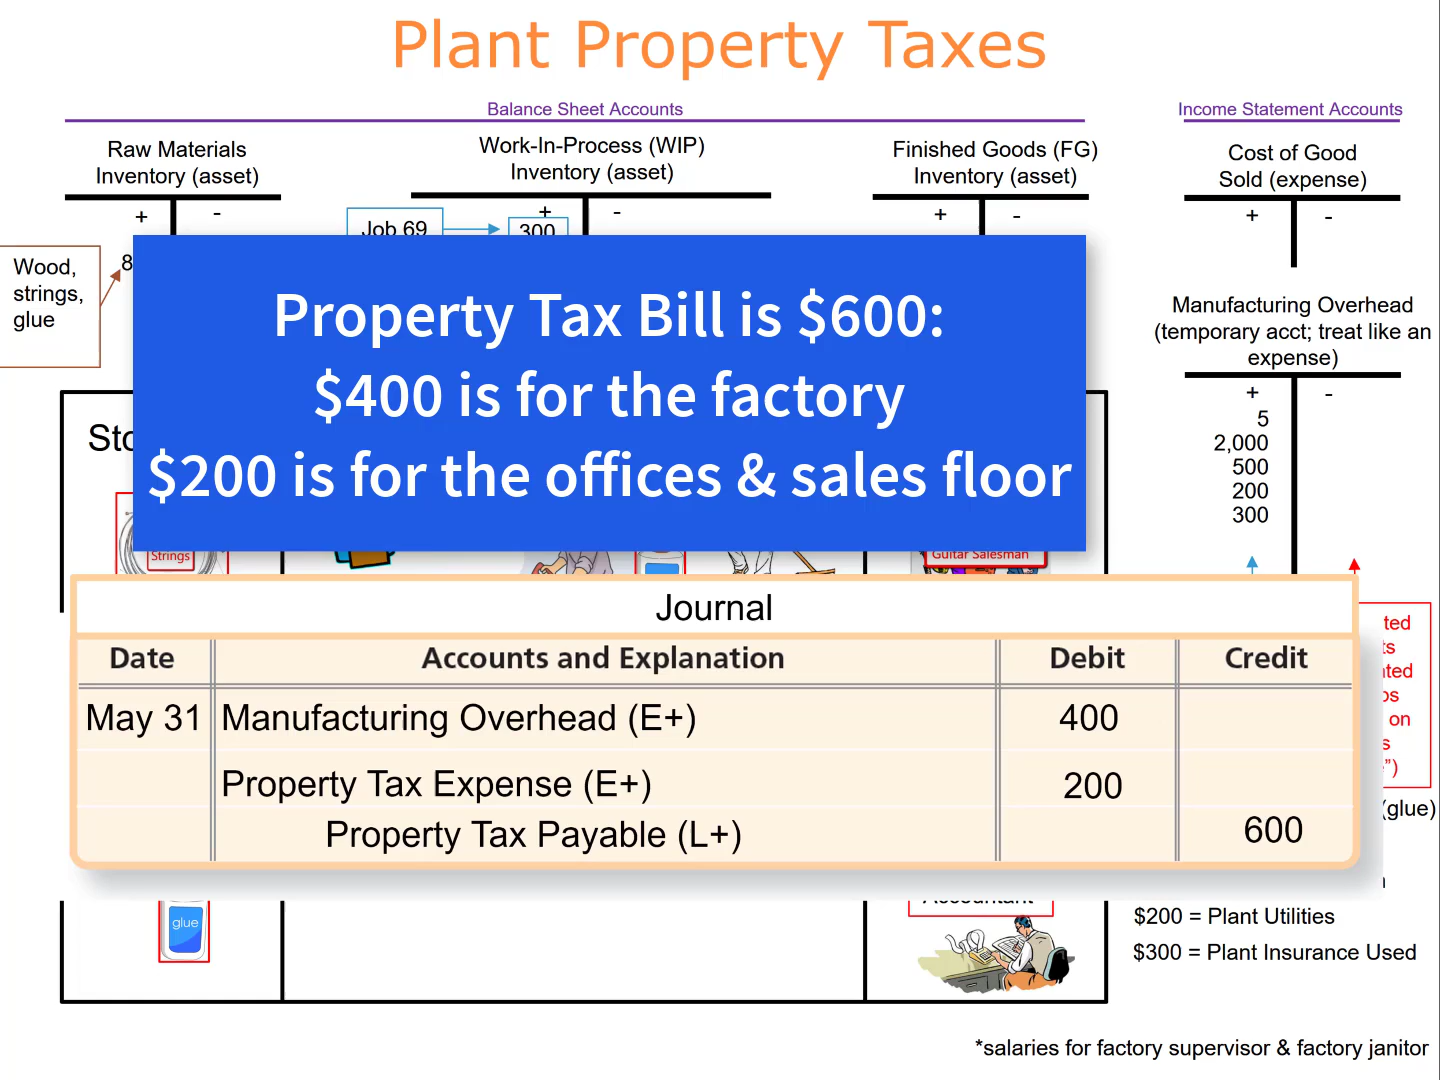 Plant Property Taxes
Balance Sheet Accounts
Income Statement Accounts
Raw Materials
Inventory (asset)
Work-In-Process (WIP)
Inventory (asset)
Finished Goods (FG)
Inventory (asset)
Cost of Good
Sold (expense)
+ -
+ -
+ -
+ -
Job 69
300
Wood,
strings,
glue
8
Manufacturing Overhead
(temporary acct; treat like an
expense)
+ -
5
2,000
500
200
300
Property Tax Bill is $600:
$400 is for the factory
$200 is for the offices & sales floor
Strings
Guitar Salesman
Journal
Date Accounts and Explanation Debit Credit
May 31 Manufacturing Overhead (E+) 400
Property Tax Expense (E+) 200
Property Tax Payable (L+) 600
on
(glue)
glue
Accountant
$200 = Plant Utilities
$300 = Plant Insurance Used
*salaries for factory supervisor & factory janitor